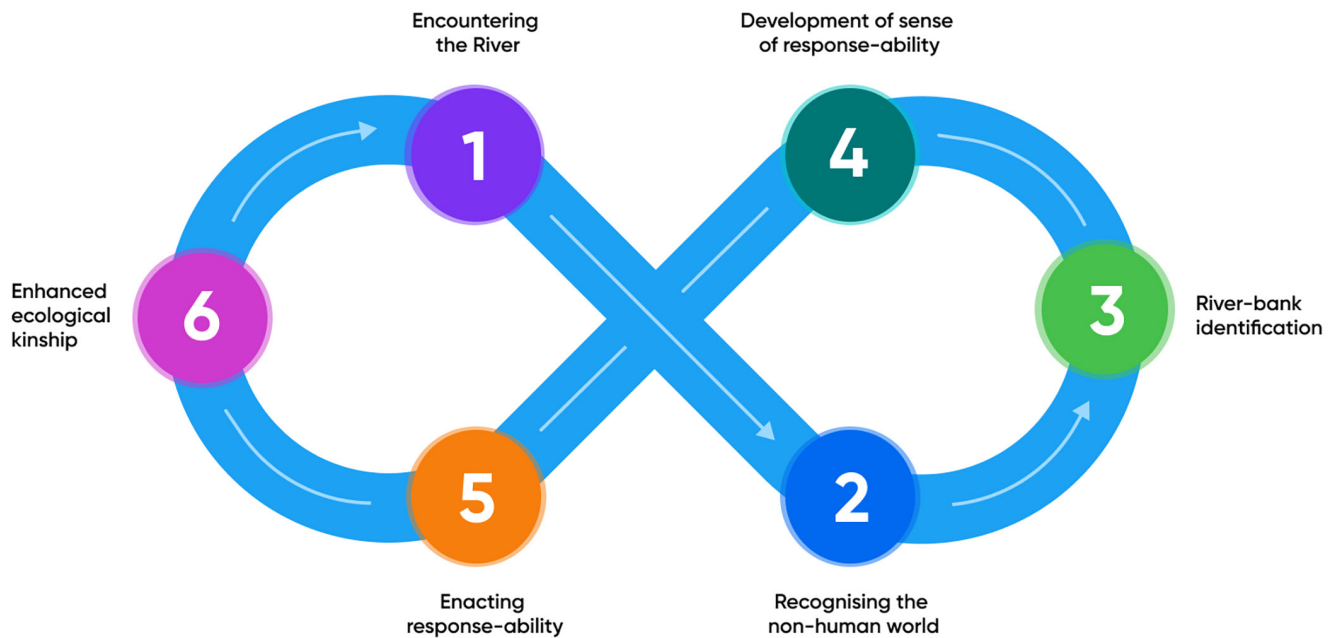 Encountering
the River
1
Recognising the
non-human world
2
River-bank
identification
3
Development of sense
of response-ability
4
Enacting
response-ability
5
Enhanced
ecological
kinship
6